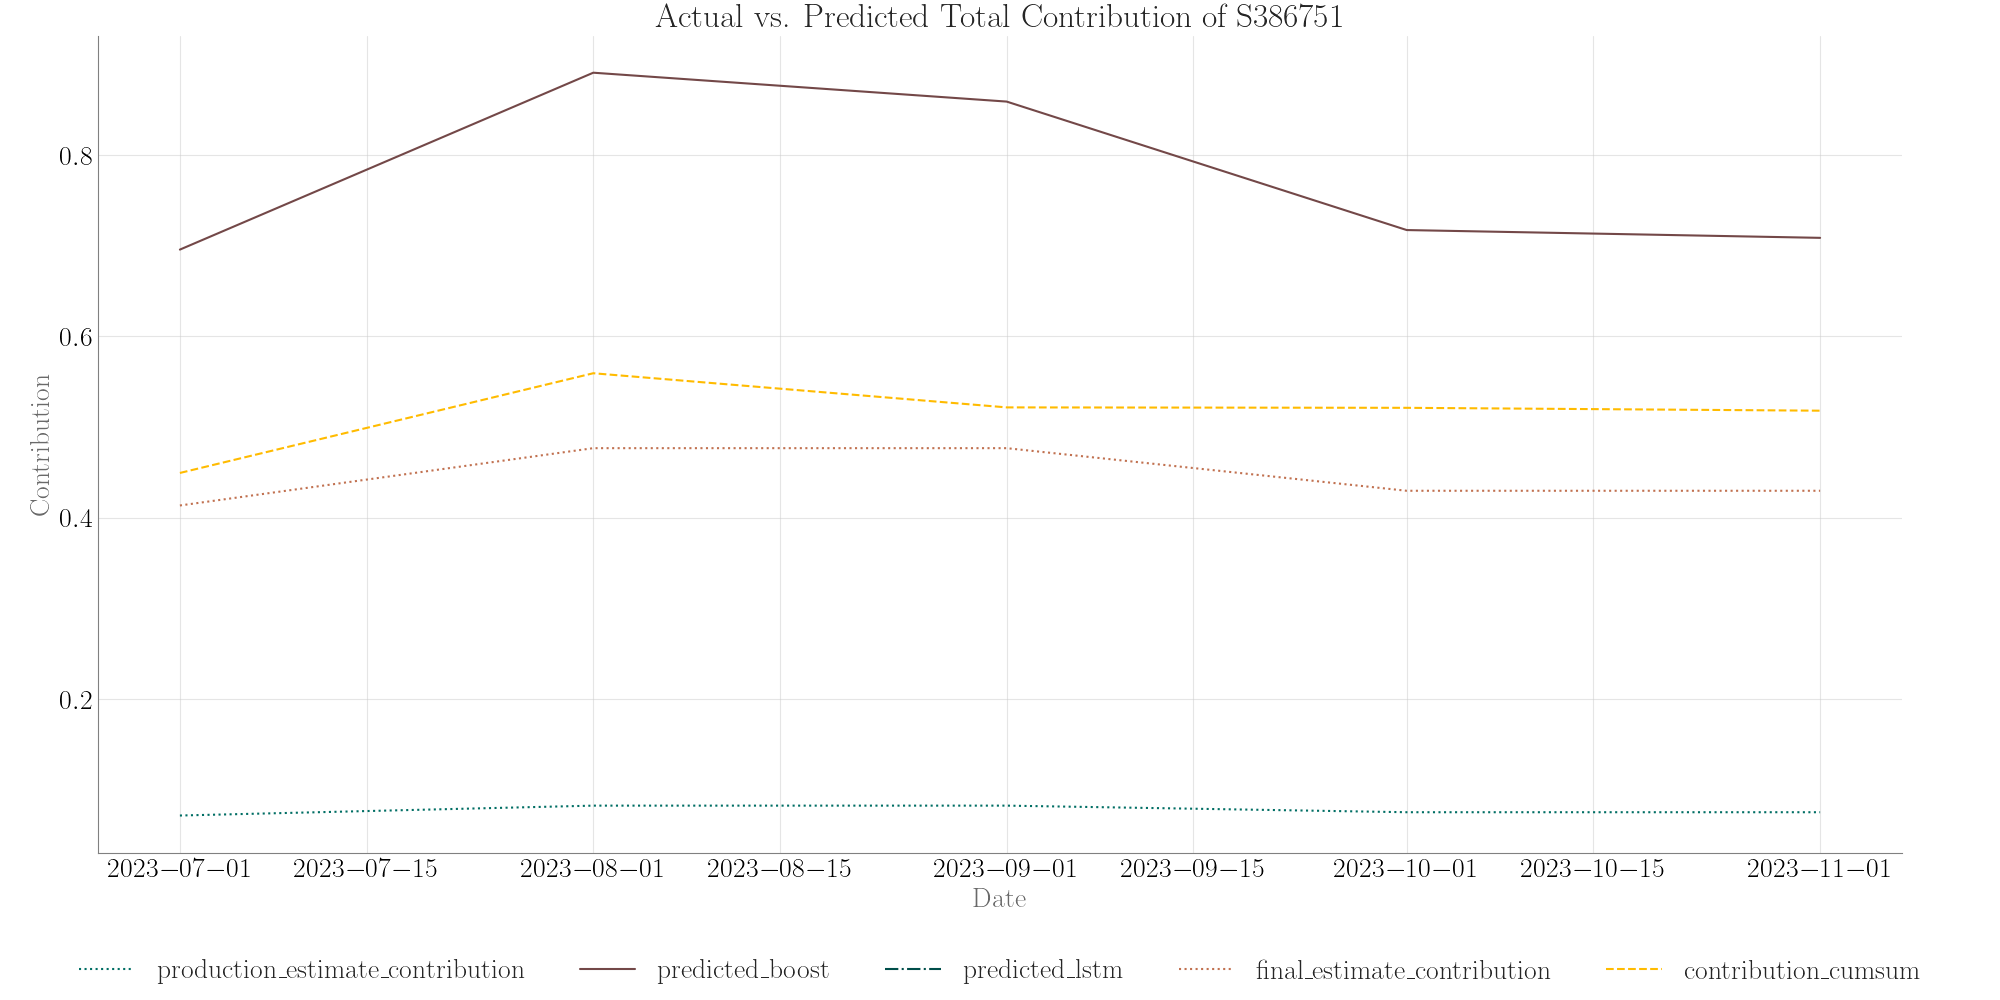 Actual vs. Predicted Total Contribution of S386751
Contribution
0.8
0.6
0.4
0.2
2023−07−01 2023−07−15 2023−08−01 2023−08−15 2023−09−01 2023−09−15 2023−10−01 2023−10−15 2023−11−01
Date
production_estimate_contribution predicted_boost predicted_lstm final_estimate_contribution contribution_cumsum